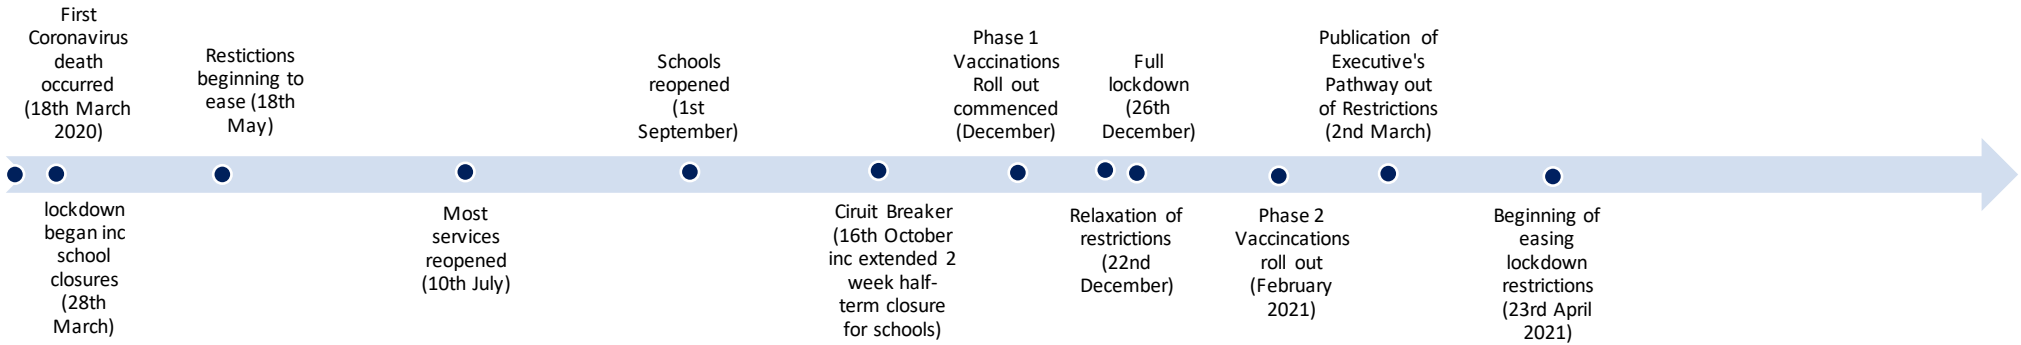 First
Coronavirus
death
occurred
(18th March
2020)
lockdown
began inc
school
closures
(28th
March)
Restictions
beginning to
ease (18th
May)
Most
services
reopened
(10th July)
Schools
reopened
(1st
September)
Ciruit Breaker
(16th October
inc extended 2
week half-
term closure
for schools)
Phase 1
Vaccinations
Roll out
commenced
(December)
Relaxation of
restrictions
(22nd
December)
Full
lockdown
(26th
December)
Phase 2
Vaccincations
roll out
(February
2021)
Publication of
Executive's
Pathway out
of Restrictions
(2nd March)
Beginning of
easing
lockdown
restrictions
(23rd April
2021)